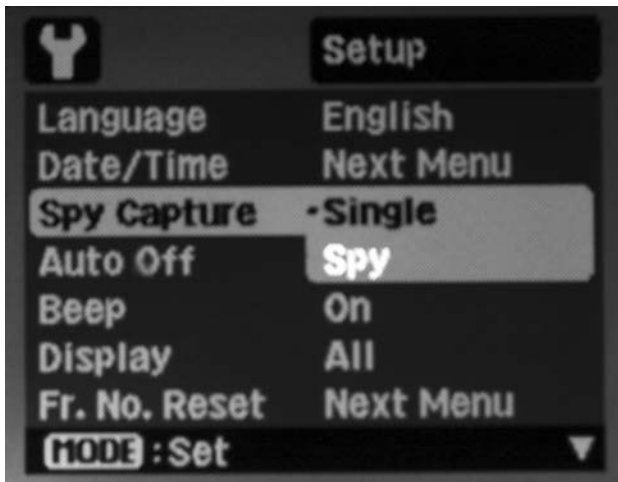 Setup
Language English
Date/Time Next Menu
Spy Capture ·Single
Auto Off Spy
Beep On
Display All
Fr. No. Reset Next Menu
MODE :Set